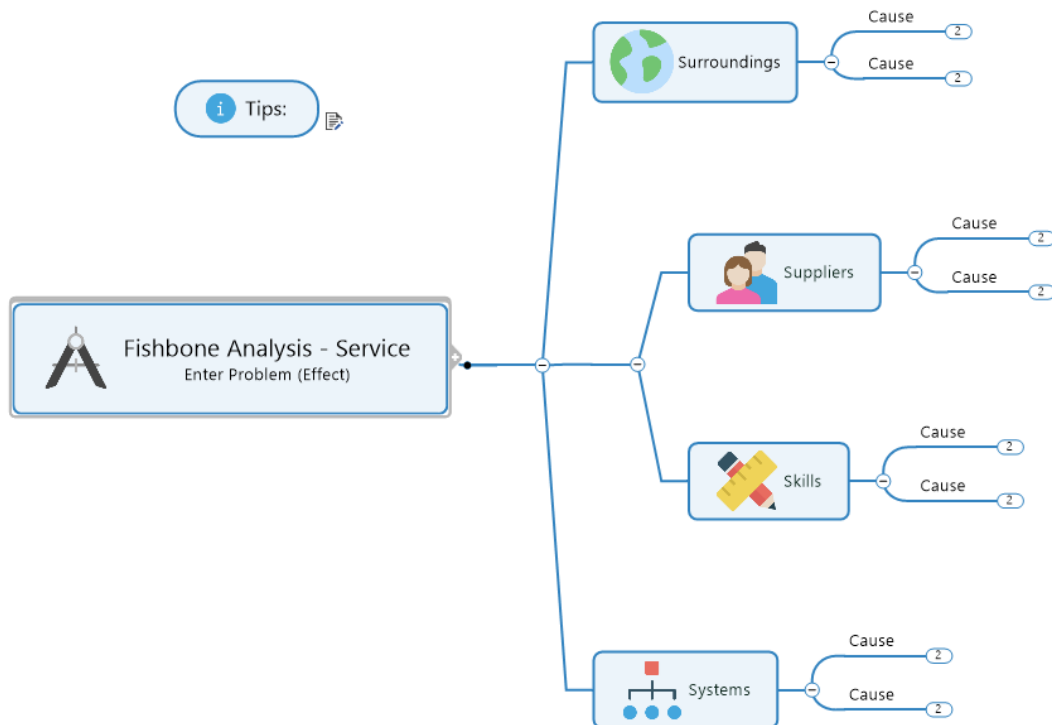 Cause
2
Surroundings
Cause
2
i
Tips:
Cause
2
Suppliers
Cause
2
Fishbone Analysis - Service
Enter Problem (Effect)
Cause
2
Skills
Cause
2
Cause
2
Systems
Cause
2